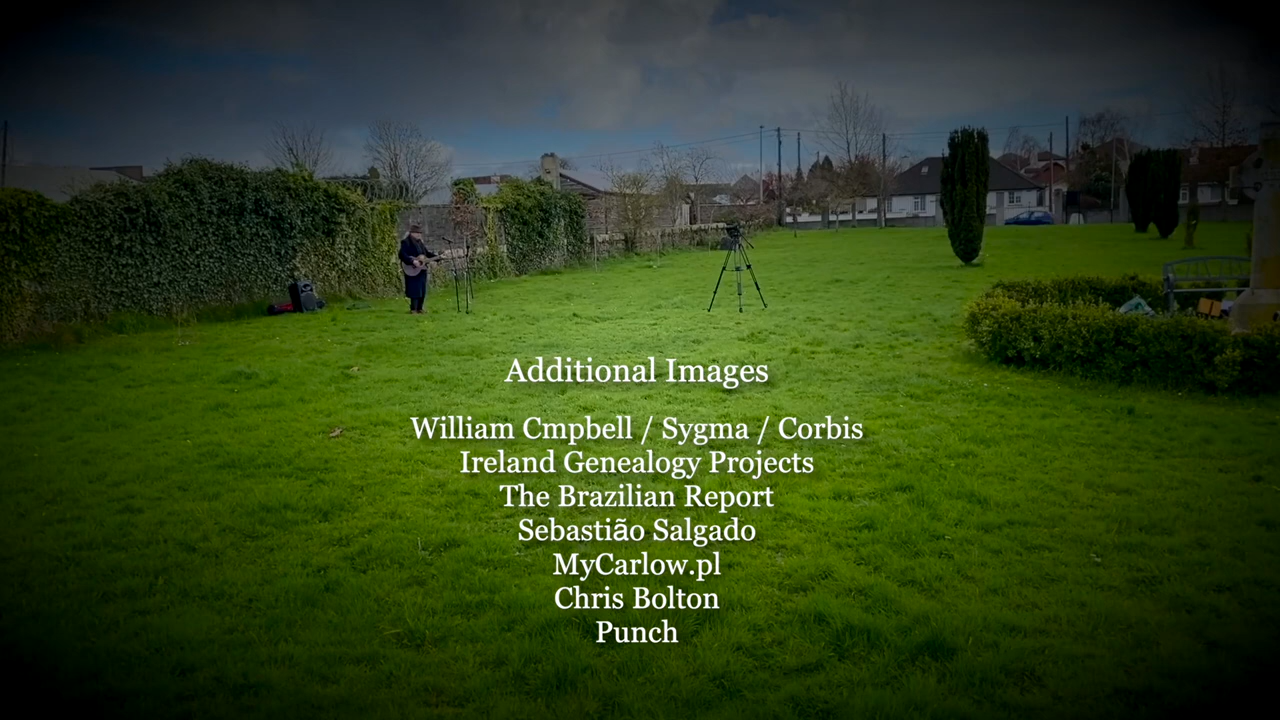 Additional Images
William Cmpbell / Sygma / Corbis
Ireland Genealogy Projects
The Brazilian Report
Sebastião Salgado
MyCarlow.pl
Chris Bolton
Punch